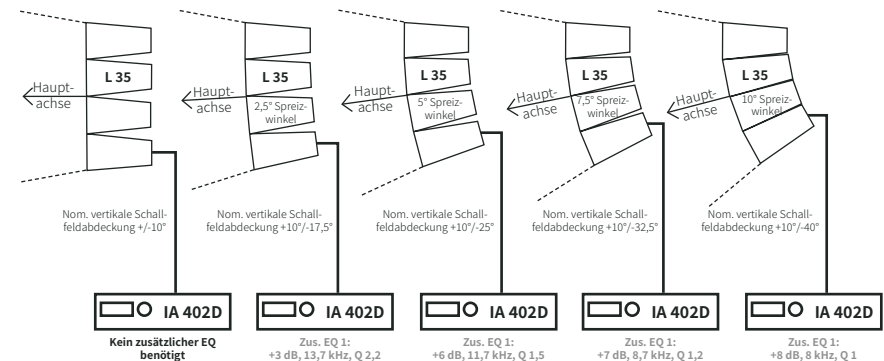 L 35
Haupt-
achse
Nom. vertikale Schall-
feldabdeckung +/-10°
IA 402D
Kein zusätzlicher EQ
benötigt
L 35
Haupt-
achse
2,5° Spreiz-
winkel
Nom. vertikale Schall-
feldabdeckung +10°/-17,5°
IA 402D
Zus. EQ 1:
+3 dB, 13,7 kHz, Q 2,2
L 35
Haupt-
achse
5° Spreiz-
winkel
Nom. vertikale Schall-
feldabdeckung +10°/-25°
IA 402D
Zus. EQ 1:
+6 dB, 11,7 kHz, Q 1,5
L 35
Haupt-
achse
7,5° Spreiz-
winkel
Nom. vertikale Schall-
feldabdeckung +10°/-32,5°
IA 402D
Zus. EQ 1:
+7 dB, 8,7 kHz, Q 1,2
L 35
Haupt-
achse
10° Spreiz-
winkel
Nom. vertikale Schall-
feldabdeckung +10°/-40°
IA 402D
Zus. EQ 1:
+8 dB, 8 kHz, Q 1